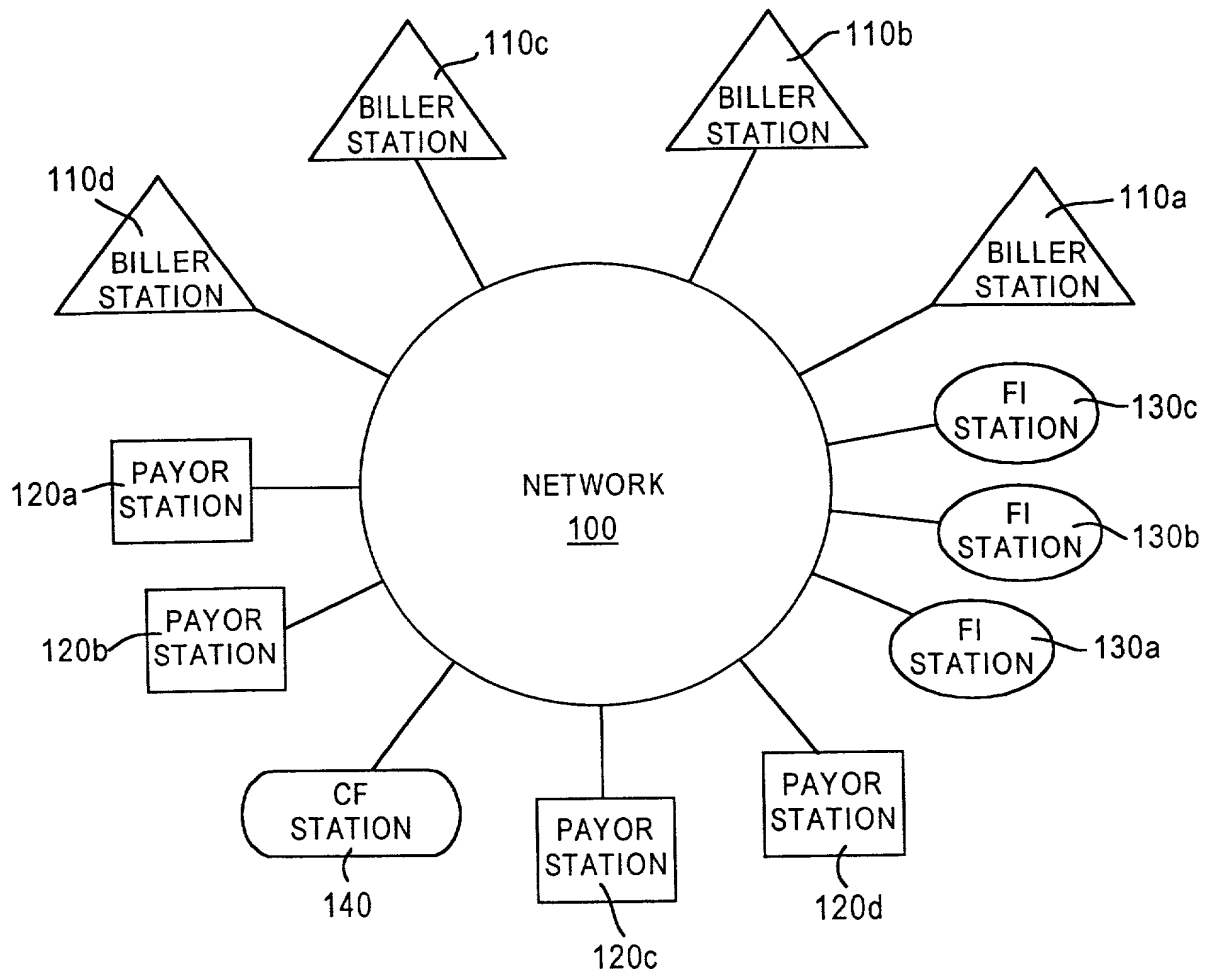 110c
BILLER
STATION
110b
BILLER
STATION
110d
BILLER
STATION
110a
BILLER
STATION
FI
STATION
130c
NETWORK
100
PAYOR
STATION
120a
FI
STATION
130b
PAYOR
STATION
120b
FI
STATION
130a
CF
STATION
140
PAYOR
STATION
120c
PAYOR
STATION
120d